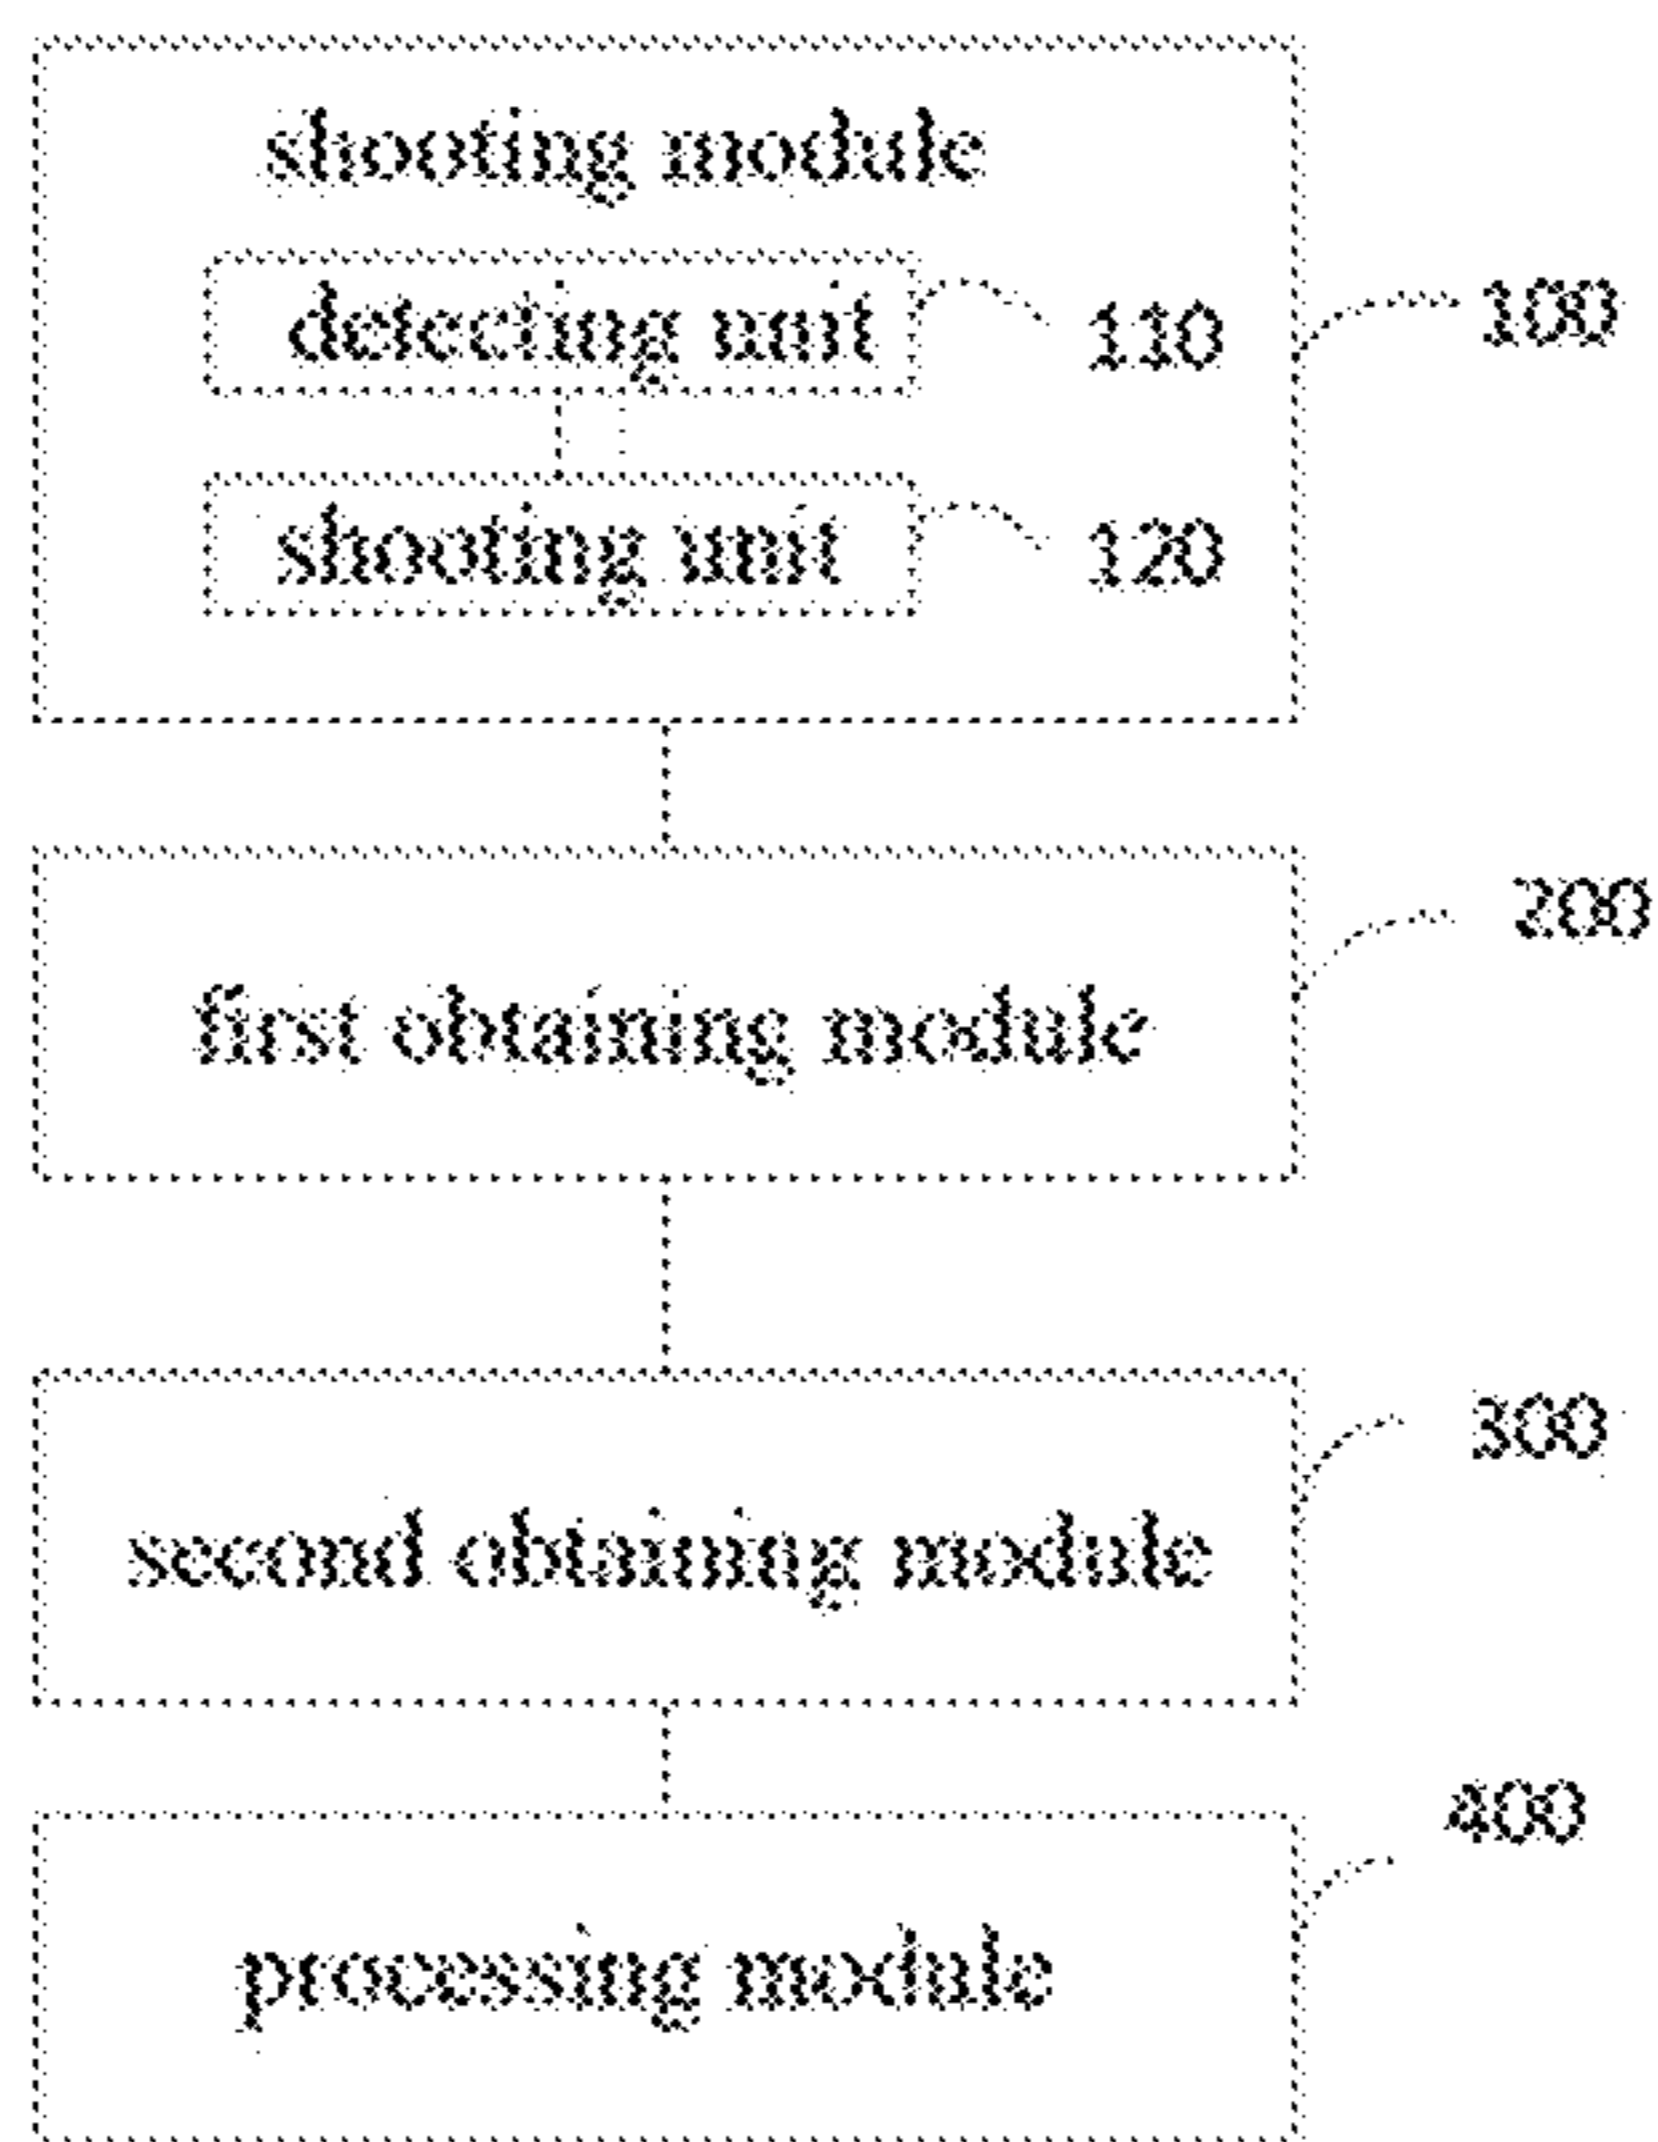 shooting module
detecting unit
110
100
shooting unit
120
200
first obtaining module
300
second obtaining module
400
processing module